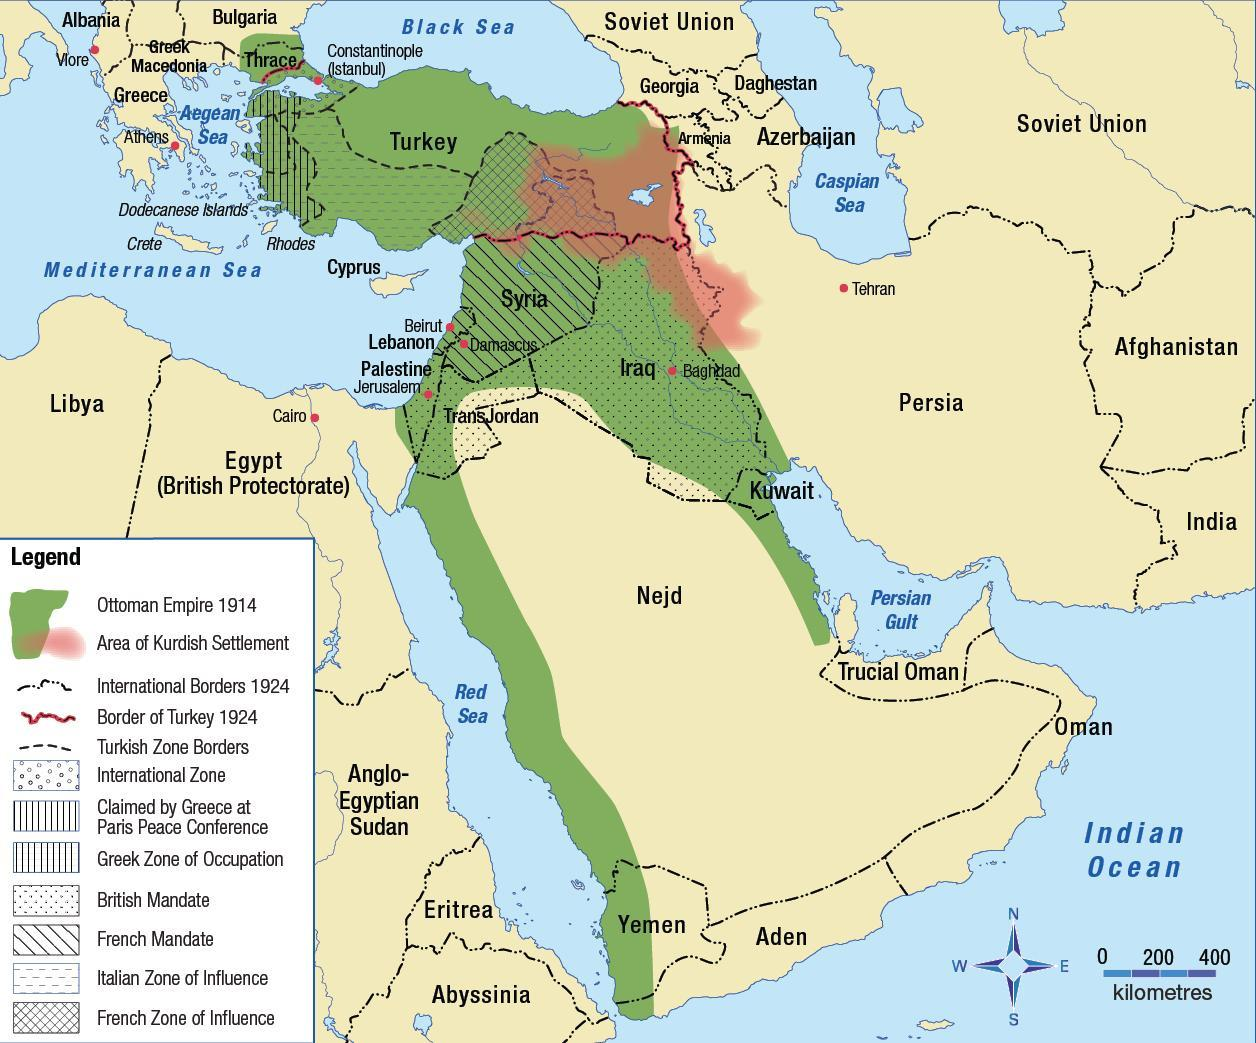 Albania
Bulgaria
Black Sea
Soviet Union
Vlore
Greek
Macedonia
Thrace
Constantinople
(Istanbul)
Georgia
Daghestan
Greece
Aegean
Sea
Athens
Turkey
Armenia
Azerbaijan
Soviet Union
Caspian
Sea
Dodecanese Islands
Crete
Rhodes
Mediterranean Sea
Cyprus
Tehran
Syria
Beirut
Lebanon
Damascus
Palestine
Jerusalem
Iraq
Baghdad
Afghanistan
Libya
Cairo
TransJordan
Persia
Egypt
(British Protectorate)
Kuwait
India
Nejd
Persian
Gulf
Trucial Oman
Oman
Red
Sea
Anglo-
Egyptian
Sudan
Indian
Ocean
Eritrea
Yemen
Aden
Abyssinia
Legend
Ottoman Empire 1914
Area of Kurdish Settlement
International Borders 1924
Border of Turkey 1924
Turkish Zone Borders
International Zone
Claimed by Greece at
Paris Peace Conference
Greek Zone of Occupation
British Mandate
French Mandate
Italian Zone of Influence
French Zone of Influence
N
W E
S
0 200 400
kilometres